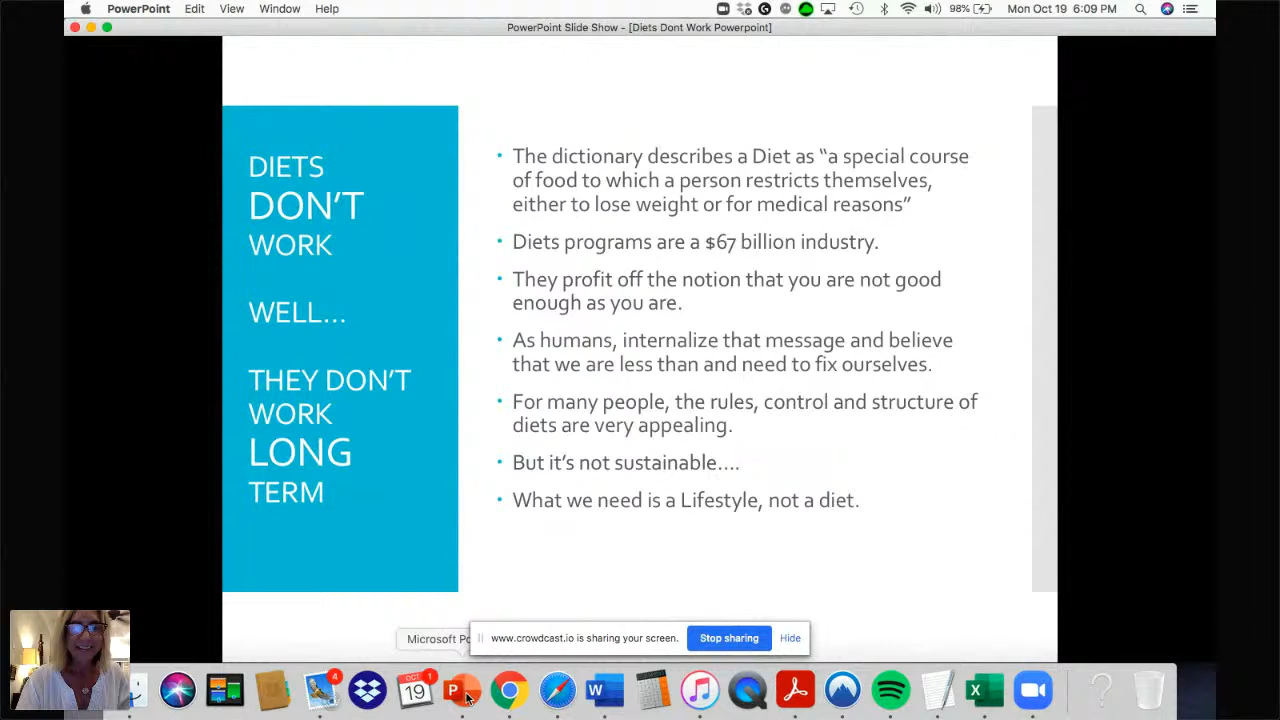 PowerPoint Edit View Window Help 98% Mon Oct 19 6:09 PM
PowerPoint Slide Show - [Diets Dont Work Powerpoint]
DIETS
DON'T
WORK
WELL...
THEY DON'T
WORK
LONG
TERM
• The dictionary describes a Diet as “a special course
of food to which a person restricts themselves,
either to lose weight or for medical reasons”
• Diets programs are a $67 billion industry.
• They profit off the notion that you are not good
enough as you are.
• As humans, internalize that message and believe
that we are less than and need to fix ourselves.
• For many people, the rules, control and structure of
diets are very appealing.
• But it’s not sustainable….
• What we need is a Lifestyle, not a diet.
Microsoft Po
www.crowdcast.io is sharing your screen. Stop sharing Hide
4
OCT
19
1
P
W
X
?